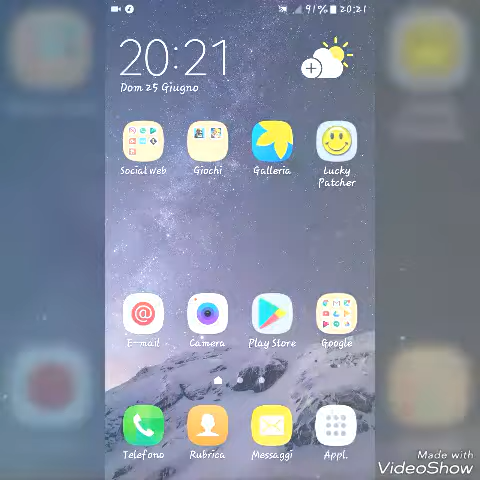 91% 20:21
20:21
Dom 25 Giugno
Social web
Giochi
Galleria
Lucky Patcher
E-mail
Camera
Play Store
Google
Telefono
Rubrica
Messaggi
Appl.
Made with
VideoShow